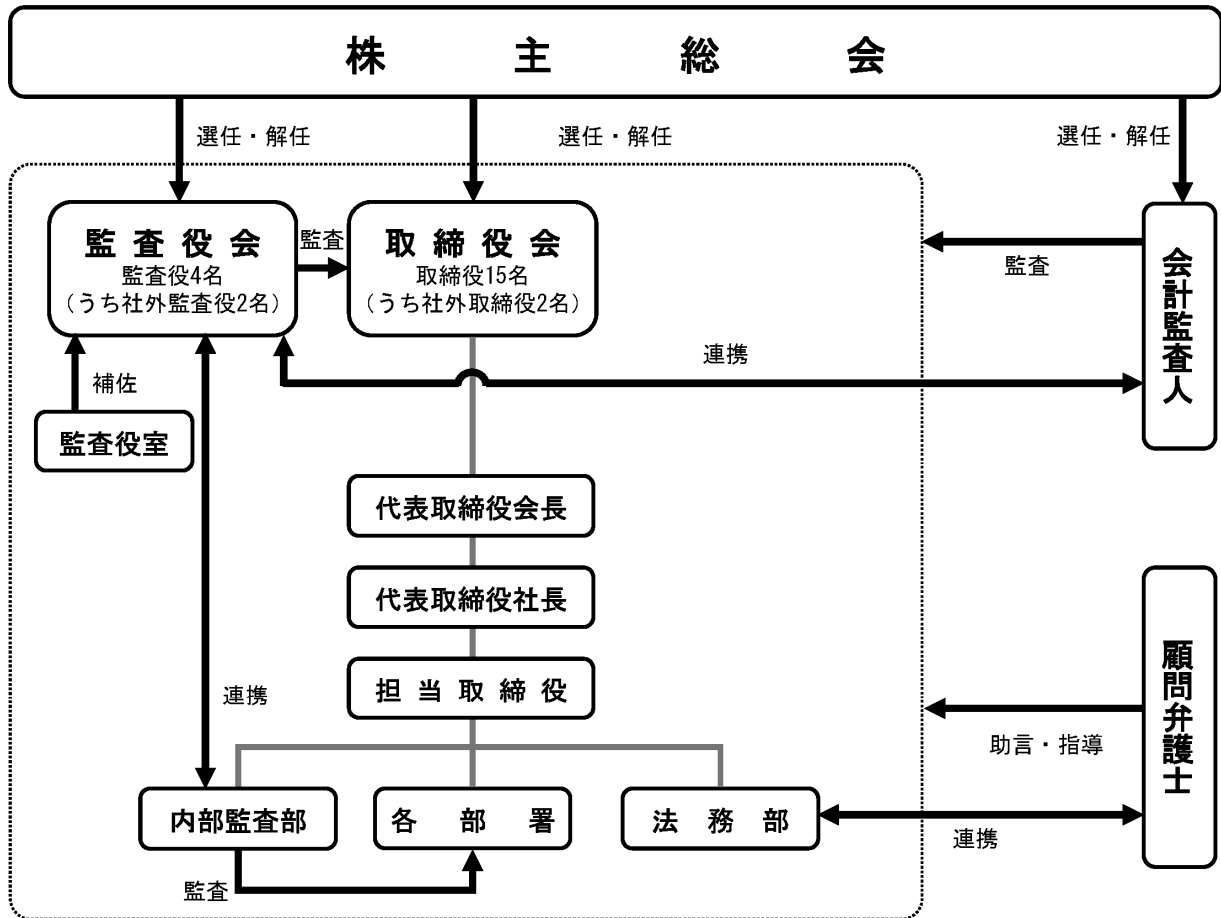 株主総会
選任・解任
選任・解任
選任・解任
監査役会
監査役4名
（うち社外監査役2名）
監査
取締役会
取締役15名
（うち社外取締役2名）
監査
会計監査人
連携
補佐
監査役室
代表取締役会長
代表取締役社長
担当取締役
連携
顧問弁護士
助言・指導
内部監査部
各部署
法務部
連携
監査